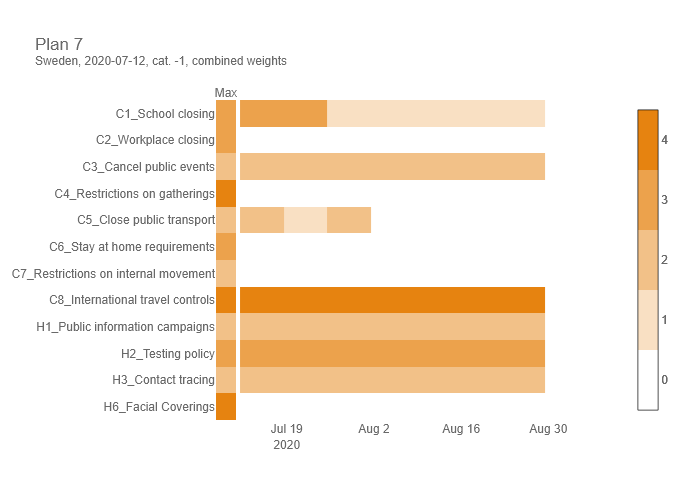 Plan 7
Sweden, 2020-07-12, cat. -1, combined weights
Max
C1_School closing
C2_Workplace closing
C3_Cancel public events
C4_Restrictions on gatherings
C5_Close public transport
C6_Stay at home requirements
C7_Restrictions on internal movement
C8_International travel controls
H1_Public information campaigns
H2_Testing policy
H3_Contact tracing
H6_Facial Coverings
Jul 19 Aug 2 Aug 16 Aug 30
2020
4
3
2
1
0